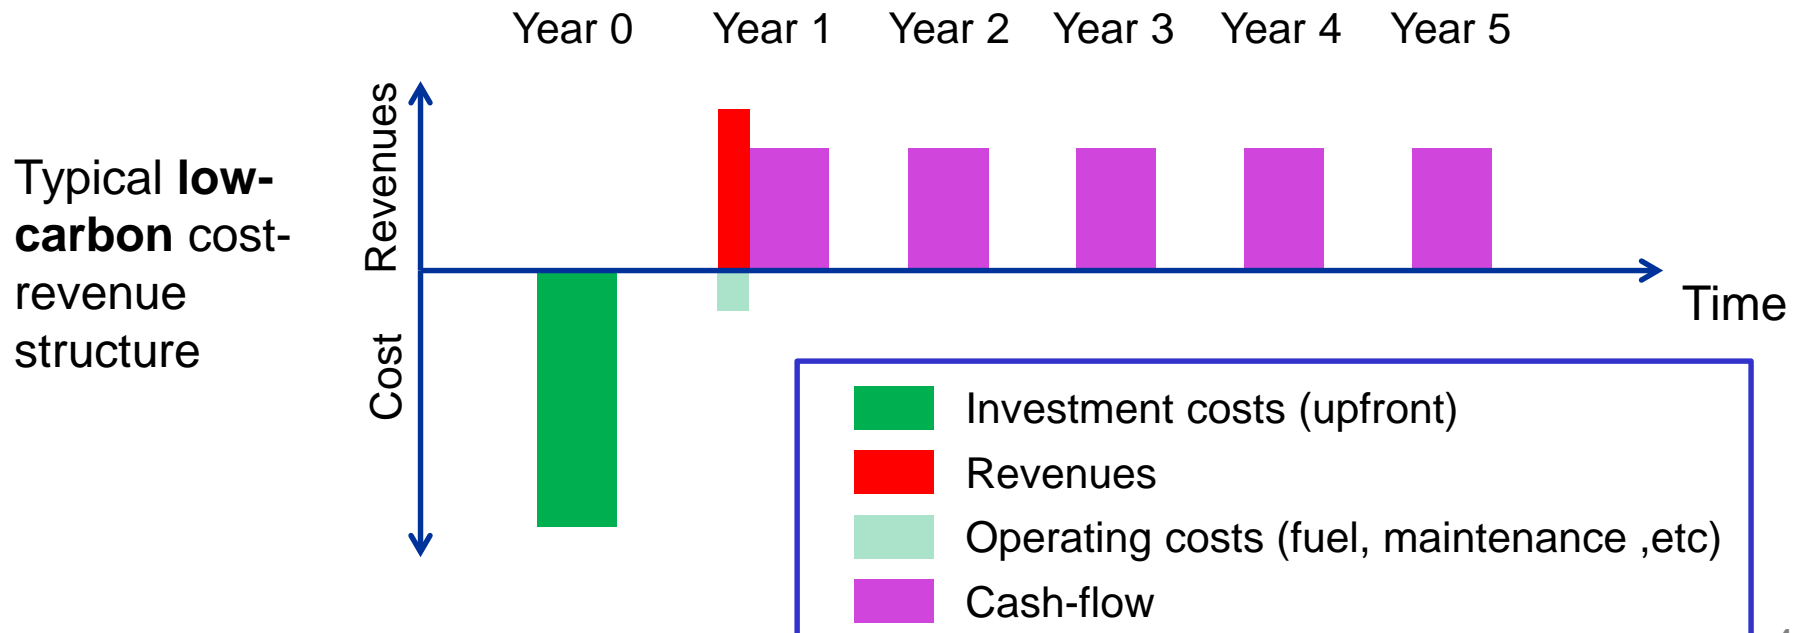 Year 0 Year 1 Year 2 Year 3 Year 4 Year 5
Revenues
Typical low-
carbon cost-
revenue
structure
Time
Cost
Investment costs (upfront)
Revenues
Operating costs (fuel, maintenance ,etc)
Cash-flow